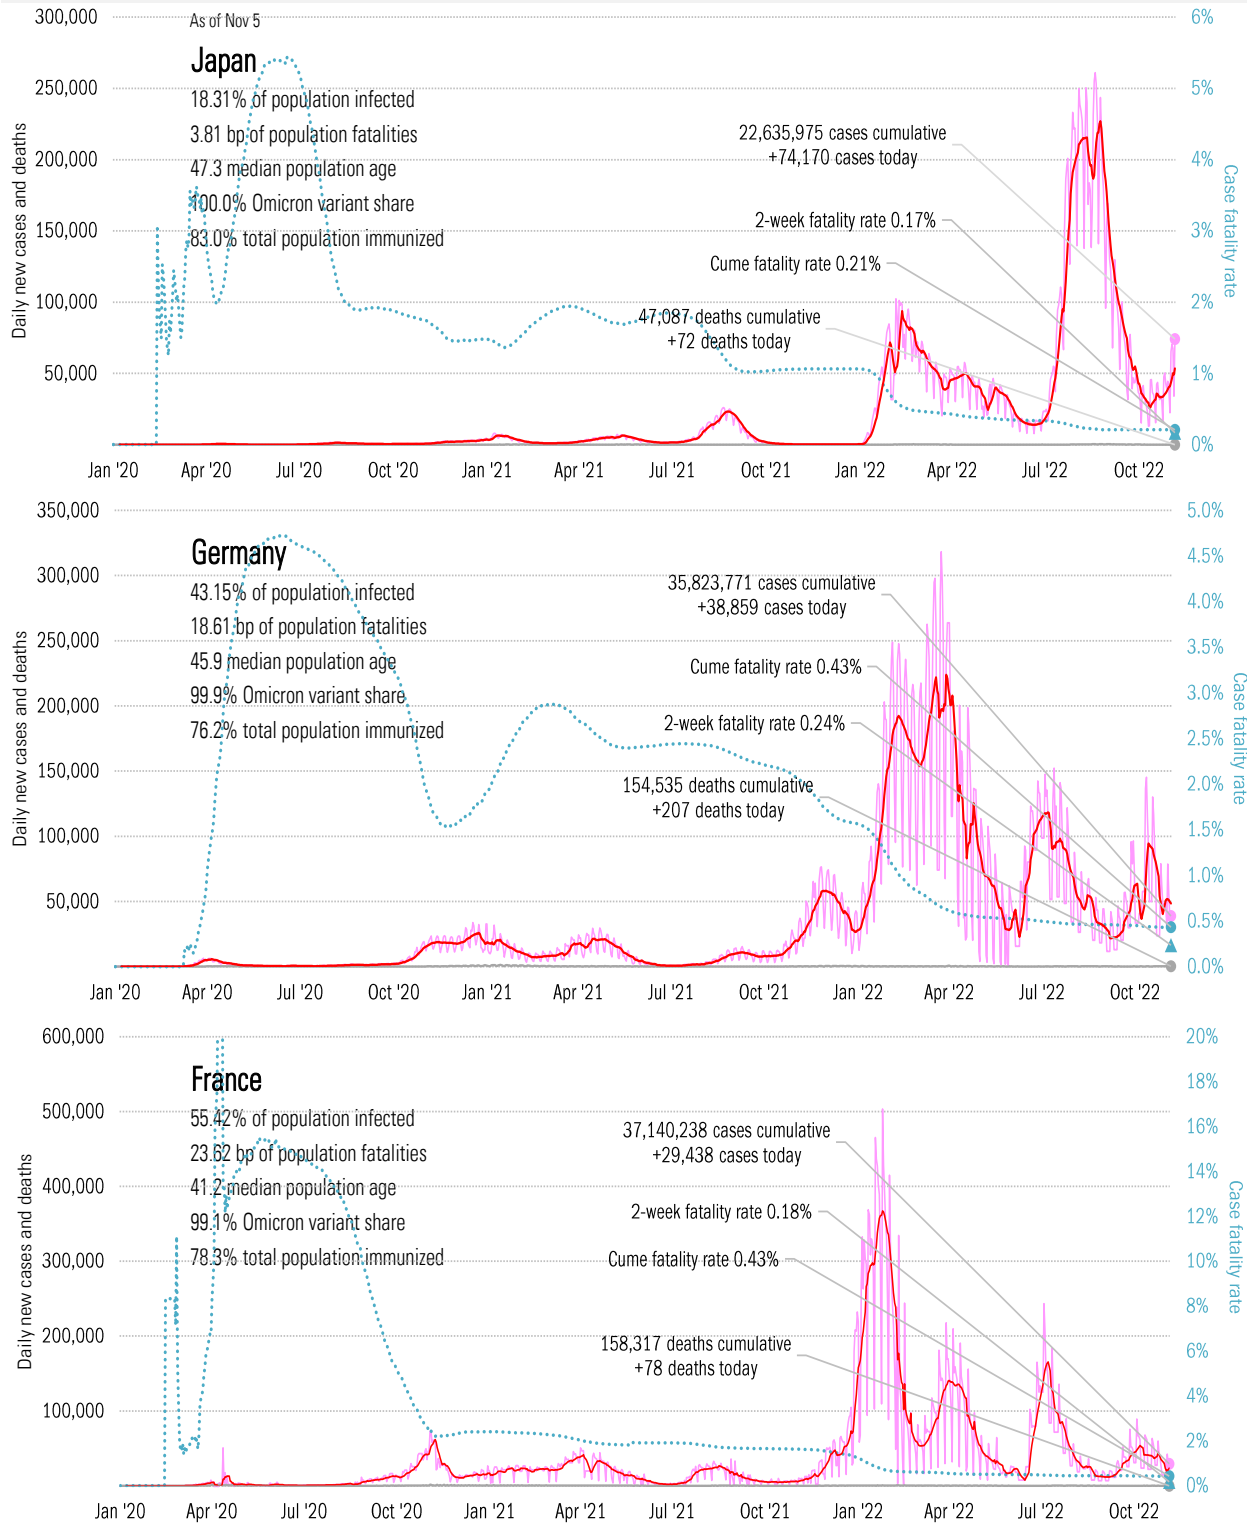 As of Nov 5
Japan
18.31% of population infected
3.81 bp of population fatalities
47.3 median population age
100.0% Omicron variant share
83.0% total population immunized
Daily new cases and deaths
300,000
250,000
200,000
150,000
100,000
50,000
22,635,975 cases cumulative
+74,170 cases today
2-week fatality rate 0.17%
Cume fatality rate 0.21%
47,087 deaths cumulative
+72 deaths today
6%
5%
4%
3%
2%
1%
0%
Case fatality rate
Jan '20 Apr '20 Jul '20 Oct '20 Jan '21 Apr '21 Jul '21 Oct '21 Jan '22 Apr '22 Jul '22 Oct '22
Germany
43.15% of population infected
18.61 bp of population fatalities
45.9 median population age
99.9% Omicron variant share
76.2% total population immunized
Daily new cases and deaths
350,000
300,000
250,000
200,000
150,000
100,000
50,000
35,823,771 cases cumulative
+38,859 cases today
Cume fatality rate 0.43%
2-week fatality rate 0.24%
154,535 deaths cumulative
+207 deaths today
5.0%
4.5%
4.0%
3.5%
3.0%
2.5%
2.0%
1.5%
1.0%
0.5%
0.0%
Case fatality rate
Jan '20 Apr '20 Jul '20 Oct '20 Jan '21 Apr '21 Jul '21 Oct '21 Jan '22 Apr '22 Jul '22 Oct '22
France
55.42% of population infected
23.62 bp of population fatalities
41.2 median population age
99.1% Omicron variant share
78.3% total population immunized
Daily new cases and deaths
600,000
500,000
400,000
300,000
200,000
100,000
37,140,238 cases cumulative
+29,438 cases today
2-week fatality rate 0.18%
Cume fatality rate 0.43%
158,317 deaths cumulative
+78 deaths today
20%
18%
16%
14%
12%
10%
8%
6%
4%
2%
0%
Case fatality rate
Jan '20 Apr '20 Jul '20 Oct '20 Jan '21 Apr '21 Jul '21 Oct '21 Jan '22 Apr '22 Jul '22 Oct '22